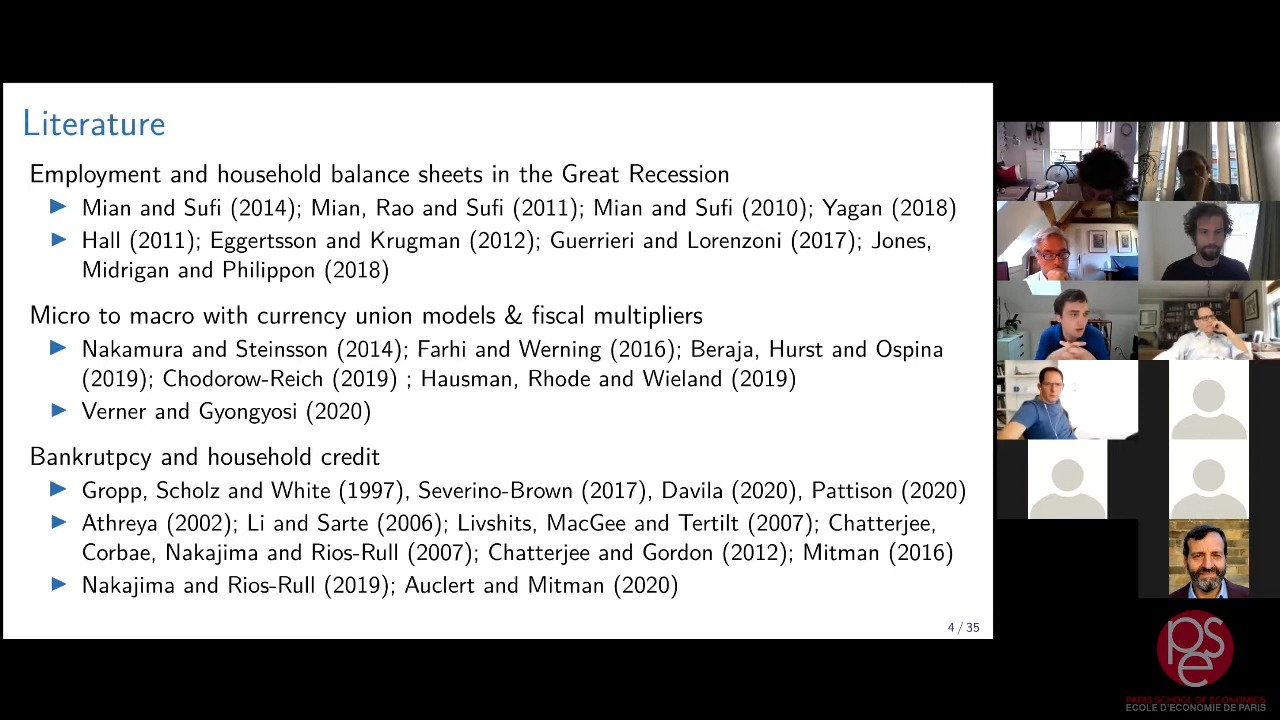 Literature
Employment and household balance sheets in the Great Recession
Mian and Sufi (2014); Mian, Rao and Sufi (2011); Mian and Sufi (2010); Yagan (2018)
Hall (2011); Eggertsson and Krugman (2012); Guerrieri and Lorenzoni (2017); Jones,
Midrigan and Philippon (2018)
Micro to macro with currency union models & fiscal multipliers
Nakamura and Steinsson (2014); Farhi and Werning (2016); Beraja, Hurst and Ospina
(2019); Chodorow-Reich (2019) ; Hausman, Rhode and Wieland (2019)
Verner and Gyongyosi (2020)
Bankrutpcy and household credit
Gropp, Scholz and White (1997), Severino-Brown (2017), Davila (2020), Pattison (2020)
Athreya (2002); Li and Sarte (2006); Livshits, MacGee and Tertilt (2007); Chatterjee,
Corbae, Nakajima and Rios-Rull (2007); Chatterjee and Gordon (2012); Mitman (2016)
Nakajima and Rios-Rull (2019); Auclert and Mitman (2020)
4 / 35
pse
PARIS SCHOOL OF ECONOMICS
ECOLE D'ECONOMIE DE PARIS